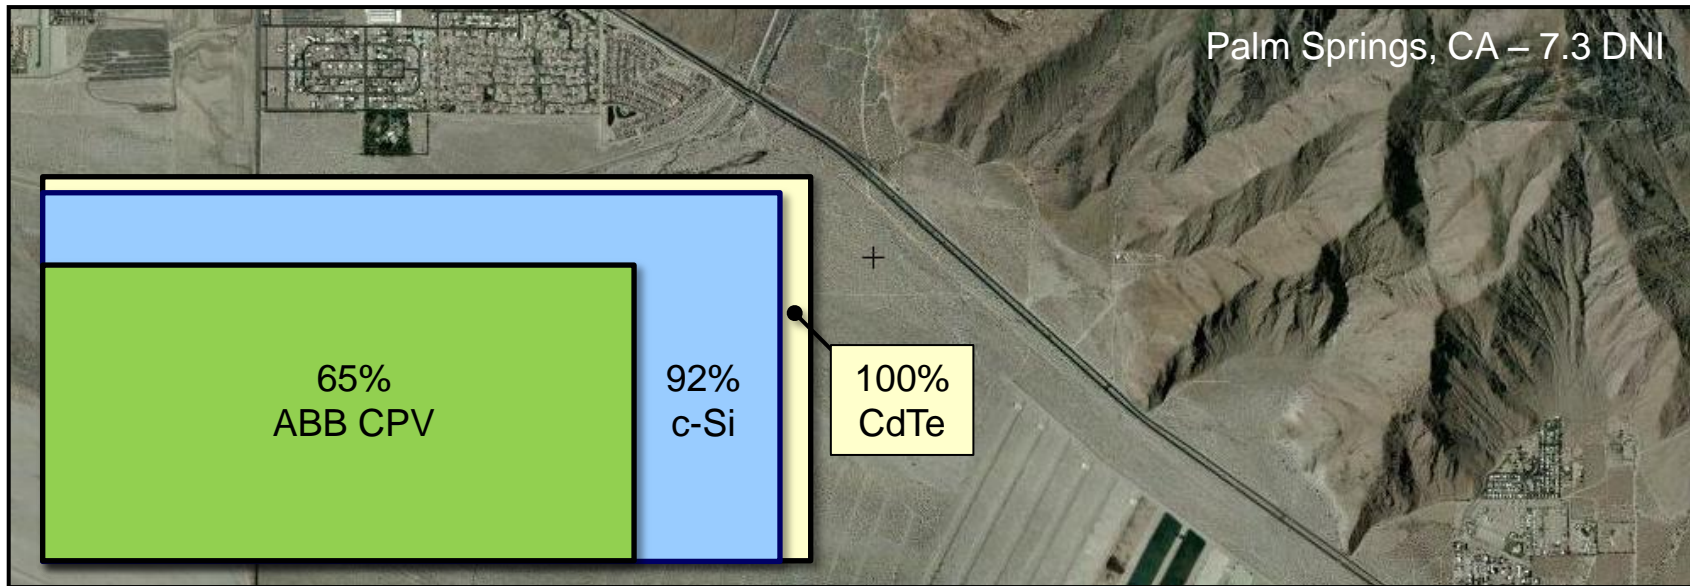 Palm Springs, CA – 7.3 DNI
65%
ABB CPV
92%
c-Si
100%
CdTe